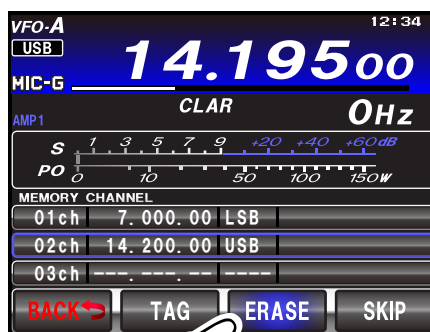 VFO-A 12:34
USB 14.19500
MIC-G
AMP1 CLAR 0Hz
S 1 3 5 7 9 +20 +40 +60dB
PO 0 10 50 100 150W
MEMORY CHANNEL
01ch 7.000.00 LSB
02ch 14.200.00 USB
03ch ---.---.-- ----
BACK TAG ERASE SKIP